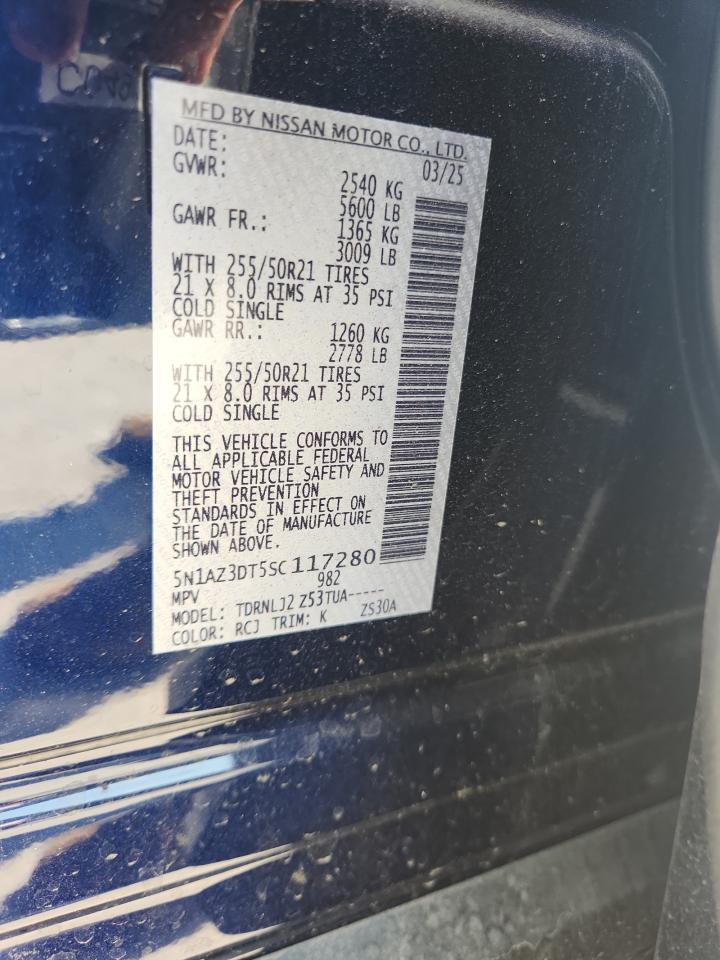 MFD BY NISSAN MOTOR CO., LTD.
DATE: 03/25
GVWR: 2540 KG
5600 LB
GAWR FR.: 1365 KG
3009 LB
WITH 255/50R21 TIRES
21 X 8.0 RIMS AT 35 PSI
COLD SINGLE
GAWR RR.: 1260 KG
2778 LB
WITH 255/50R21 TIRES
21 X 8.0 RIMS AT 35 PSI
COLD SINGLE
THIS VEHICLE CONFORMS TO
ALL APPLICABLE FEDERAL
MOTOR VEHICLE SAFETY AND
THEFT PREVENTION
STANDARDS IN EFFECT ON
THE DATE OF MANUFACTURE
SHOWN ABOVE.
5N1AZ3DT5SC117280
MPV 982
MODEL: TDRNLJ2 Z53TUA-----
COLOR: RCJ TRIM: K ZS30A